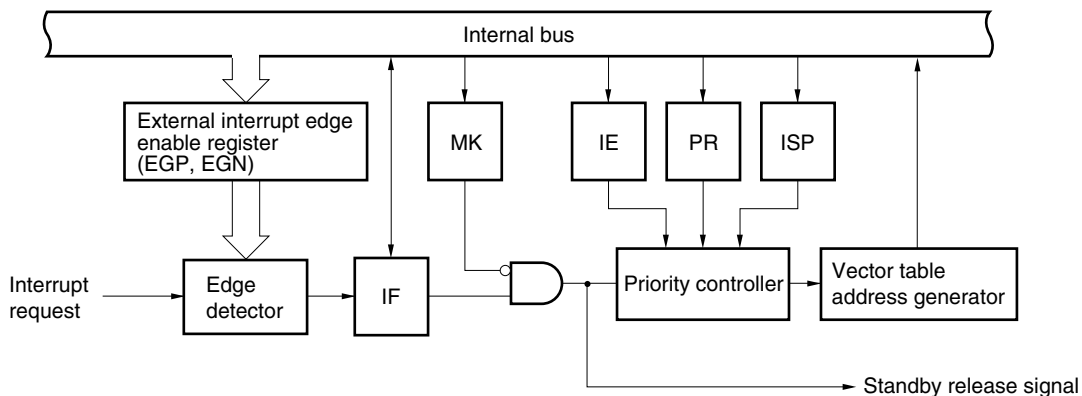 Internal bus
External interrupt edge
enable register
(EGP, EGN)
MK
IE
PR
ISP
Interrupt
request
Edge
detector
IF
Priority controller
Vector table
address generator
Standby release signal